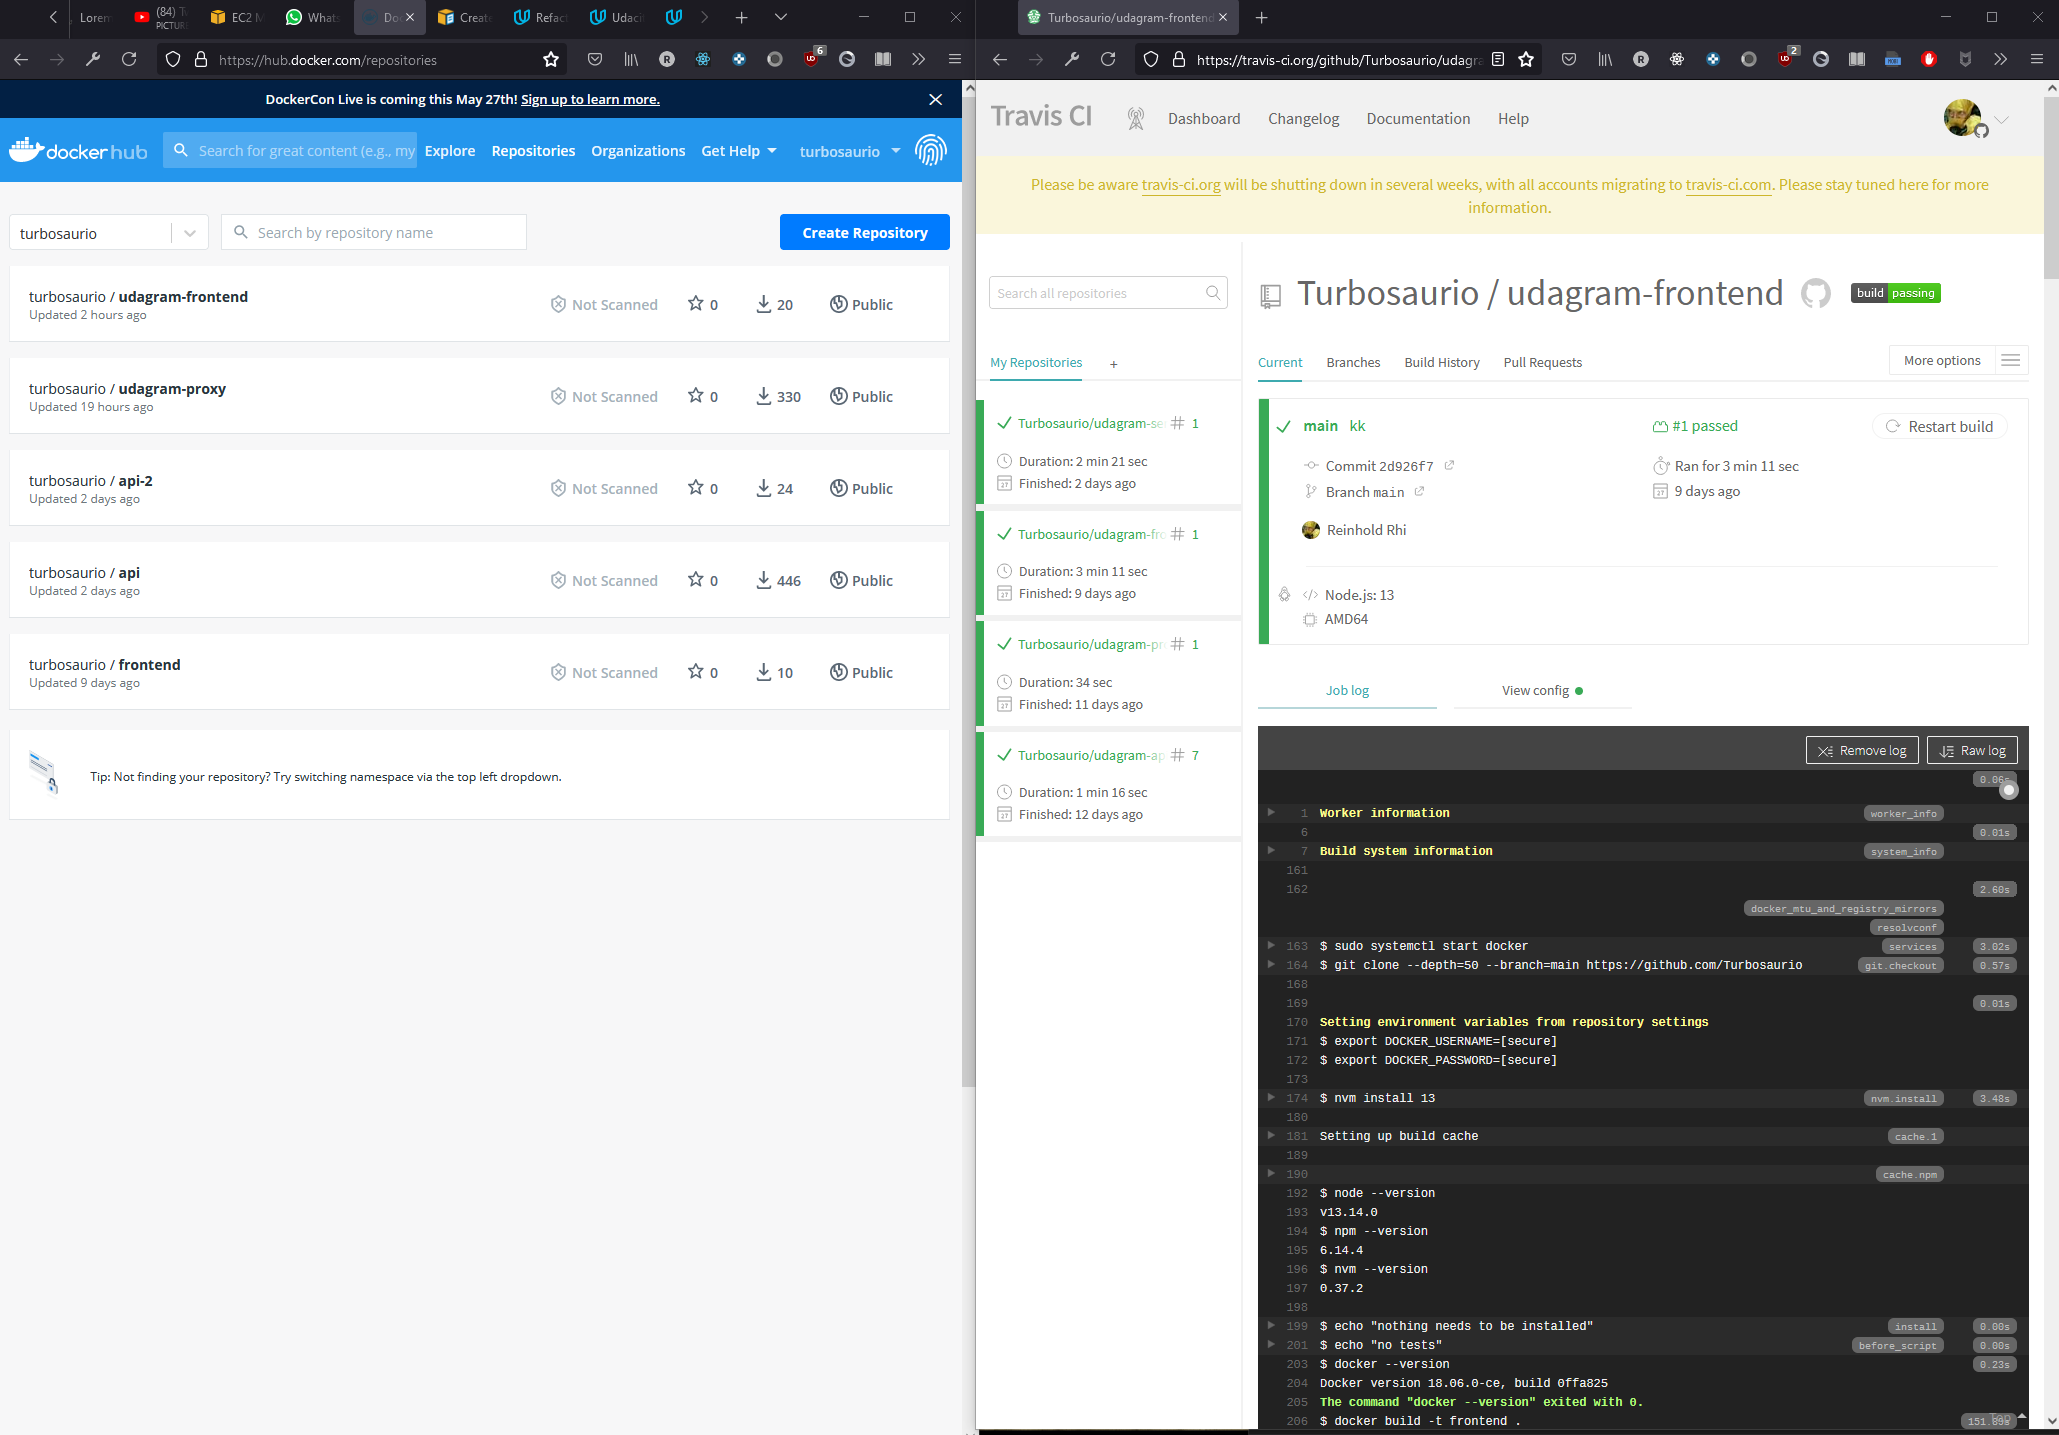 Lorem
(84) T
PICTURE
EC2 M
Whats
Do
Create
Refac
Udaci
https://hub.docker.com/repositories
6
DockerCon Live is coming this May 27th! Sign up to learn more.
docker hub
Search for great content (e.g., my
Explore
Repositories
Organizations
Get Help
turbosaurio
turbosaurio
Search by repository name
Create Repository
turbosaurio / udagram-frontend
Updated 2 hours ago
Not Scanned
0
20
Public
turbosaurio / udagram-proxy
Updated 19 hours ago
Not Scanned
0
330
Public
turbosaurio / api-2
Updated 2 days ago
Not Scanned
0
24
Public
turbosaurio / api
Updated 2 days ago
Not Scanned
0
446
Public
turbosaurio / frontend
Updated 9 days ago
Not Scanned
0
10
Public
Tip: Not finding your repository? Try switching namespace via the top left dropdown.
Turbosaurio/udagram-frontend
https://travis-ci.org/github/Turbosaurio/udagra
2
Travis CI
Dashboard
Changelog
Documentation
Help
Please be aware travis-ci.org will be shutting down in several weeks, with all accounts migrating to travis-ci.com. Please stay tuned here for more
information.
Search all repositories
My Repositories
+
Turbosaurio/udagram-se # 1
Duration: 2 min 21 sec
Finished: 2 days ago
Turbosaurio/udagram-fro # 1
Duration: 3 min 11 sec
Finished: 9 days ago
Turbosaurio/udagram-pr # 1
Duration: 34 sec
Finished: 11 days ago
Turbosaurio/udagram-ap # 7
Duration: 1 min 16 sec
Finished: 12 days ago
Turbosaurio / udagram-frontend
build passing
Current
Branches
Build History
Pull Requests
More options
main kk
#1 passed
Restart build
Commit 2d926f7
Ran for 3 min 11 sec
Branch main
9 days ago
Reinhold Rhi
Node.js: 13
AMD64
Job log
View config
Remove log
Raw log
0.06s
1 Worker information worker_info
6 0.01s
7 Build system information system_info
161
162 2.60s
docker_mtu_and_registry_mirrors
resolvconf
163 $ sudo systemctl start docker services 3.02s
164 $ git clone --depth=50 --branch=main https://github.com/Turbosaurio git.checkout 0.57s
168
169 0.01s
170 Setting environment variables from repository settings
171 $ export DOCKER_USERNAME=[secure]
172 $ export DOCKER_PASSWORD=[secure]
173
174 $ nvm install 13 nvm.install 3.48s
180
181 Setting up build cache cache.1
189
190 cache.npm
192 $ node --version
193 v13.14.0
194 $ npm --version
195 6.14.4
196 $ nvm --version
197 0.37.2
198
199 $ echo "nothing needs to be installed" install 0.00s
201 $ echo "no tests" before_script 0.00s
203 $ docker --version 0.23s
204 Docker version 18.06.0-ce, build 0ffa825
205 The command "docker --version" exited with 0.
206 $ docker build -t frontend . 151.89s
Top